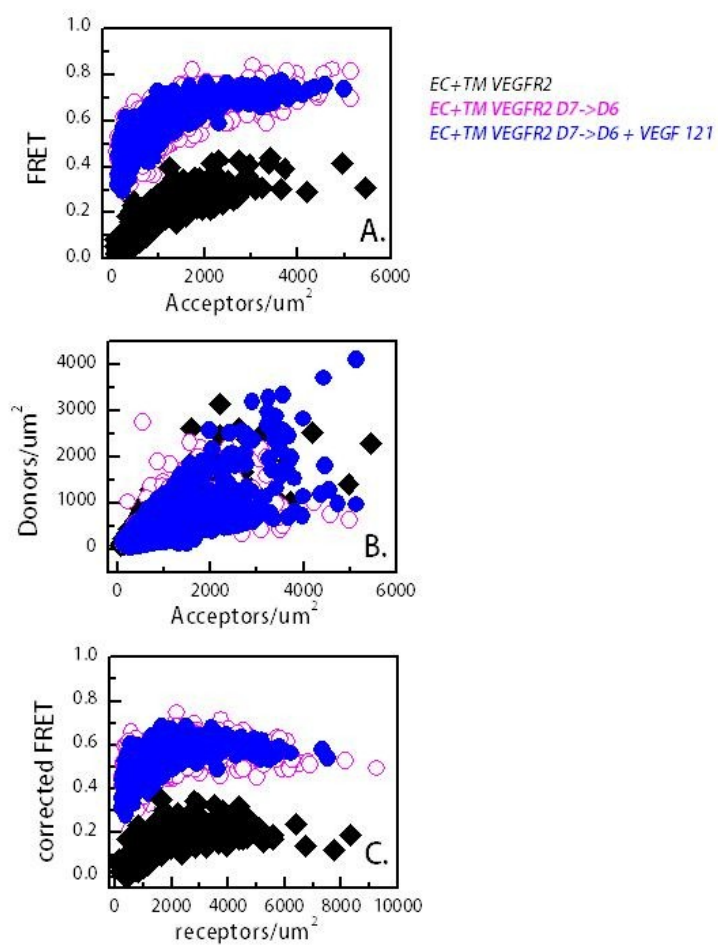 1.0
0.8
0.6
0.4
0.2
0.0
FRET
A.
0 2000 4000 6000
Acceptors/um²
EC+TM VEGFR2
EC+TM VEGFR2 D7->D6
EC+TM VEGFR2 D7->D6 + VEGF 121
4000
3000
2000
1000
0
Donors/um²
B.
0 2000 4000 6000
Acceptors/um²
1.0
0.8
0.6
0.4
0.2
0.0
corrected FRET
C.
0 2000 4000 6000 8000 10000
receptors/um²